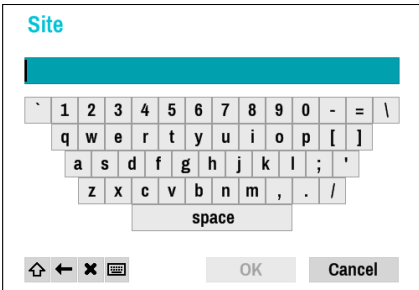 Site
` 1 2 3 4 5 6 7 8 9 0 - = \
q w e r t y u i o p [ ]
a s d f g h j k l ; '
z x c v b n m , . /
space
OK Cancel